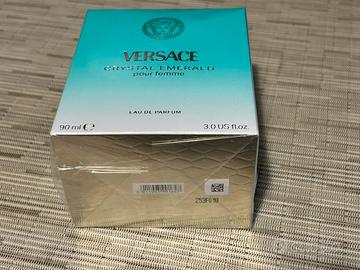 VERSACE
CRYSTAL EMERALD
pour femme
EAU DE PARFUM
90 ml ℮ 3.0 US fl.oz.